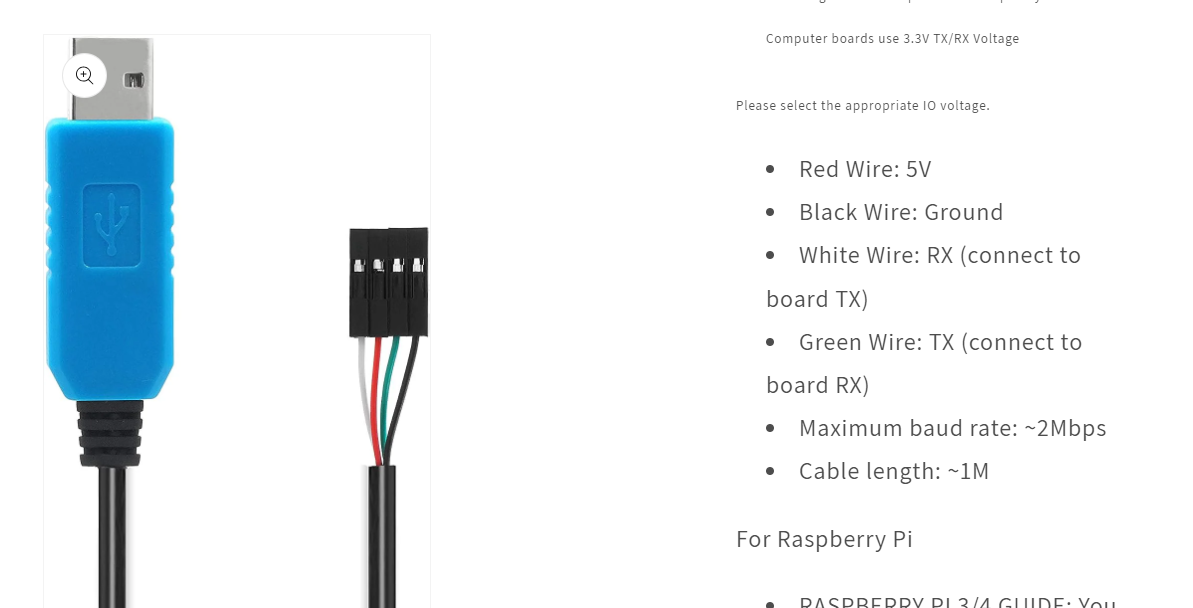 Computer boards use 3.3V TX/RX Voltage
Please select the appropriate IO voltage.
Red Wire: 5V
Black Wire: Ground
White Wire: RX (connect to
board TX)
Green Wire: TX (connect to
board RX)
Maximum baud rate: ~2Mbps
Cable length: ~1M
For Raspberry Pi
RASPBERRY PI 3/4 GUIDE: You